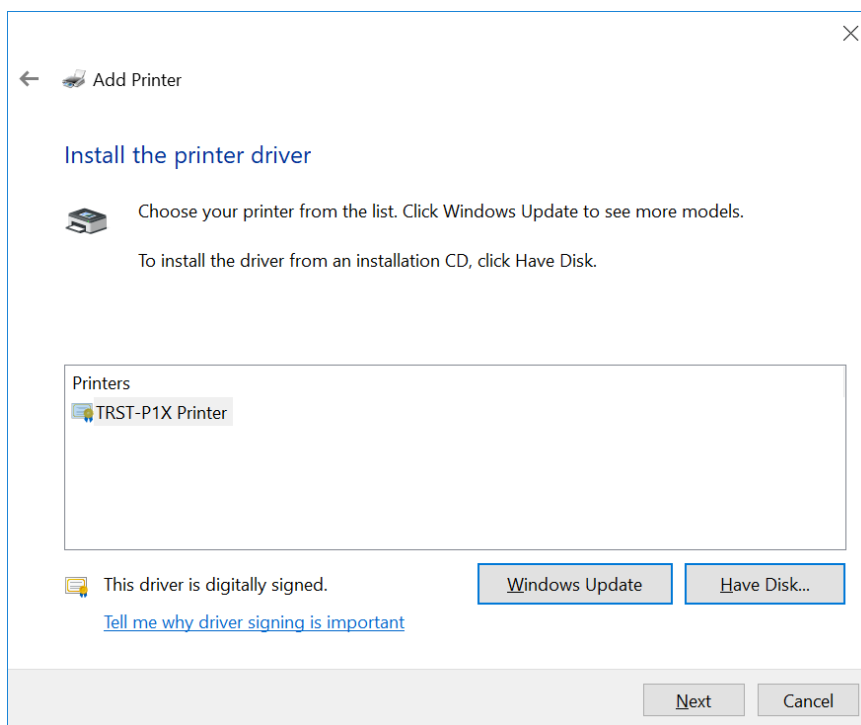 Add Printer
Install the printer driver
Choose your printer from the list. Click Windows Update to see more models.
To install the driver from an installation CD, click Have Disk.
Printers
TRST-P1X Printer
This driver is digitally signed.
Windows Update
Have Disk...
Tell me why driver signing is important
Next
Cancel